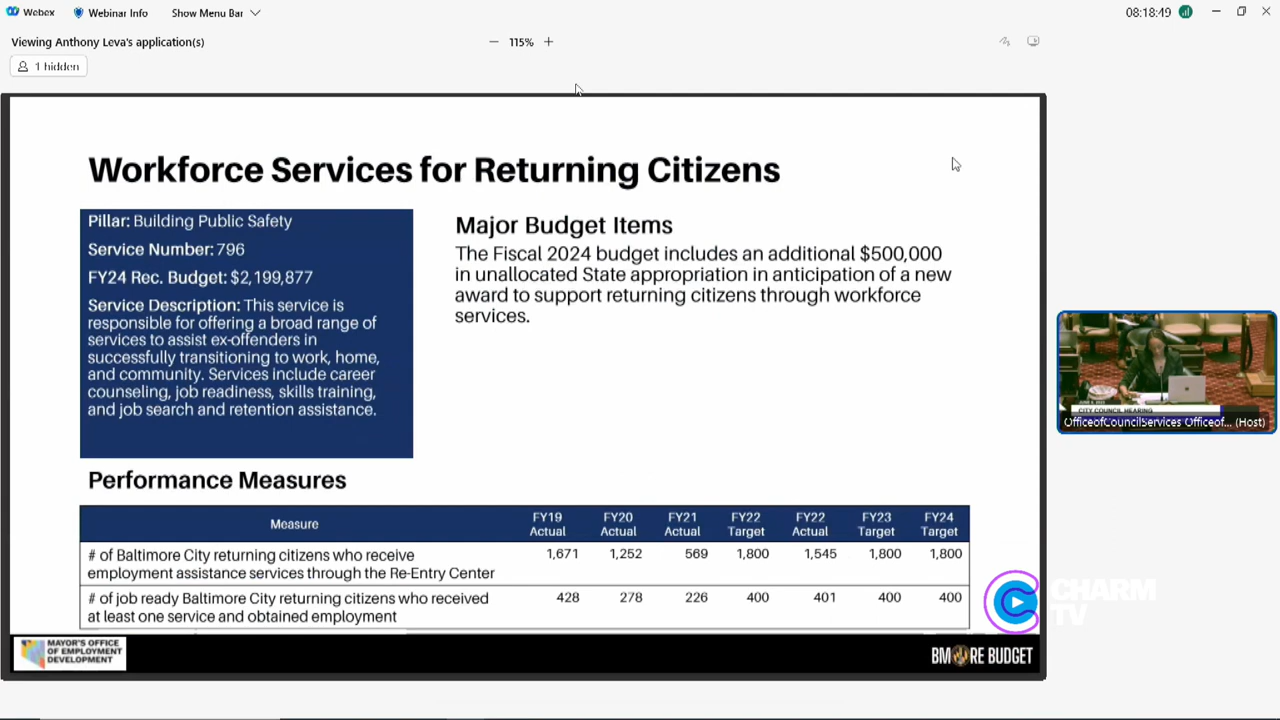 Webex
Webinar Info
Show Menu Bar
08:18:49
Viewing Anthony Leva's application(s)
115%
1 hidden
Workforce Services for Returning Citizens
Pillar: Building Public Safety
Service Number: 796
FY24 Rec. Budget: $2,199,877
Service Description: This service is
responsible for offering a broad range of
services to assist ex-offenders in
successfully transitioning to work, home,
and community. Services include career
counseling, job readiness, skills training,
and job search and retention assistance.
Major Budget Items
The Fiscal 2024 budget includes an additional $500,000
in unallocated State appropriation in anticipation of a new
award to support returning citizens through workforce
services.
Performance Measures
Measure
FY19 Actual
FY20 Actual
FY21 Actual
FY22 Target
FY22 Actual
FY23 Target
FY24 Target
# of Baltimore City returning citizens who receive
employment assistance services through the Re-Entry Center
1,671 1,252 569 1,800 1,545 1,800 1,800
# of job ready Baltimore City returning citizens who received
at least one service and obtained employment
428 278 226 400 401 400 400
CITY COUNCIL HEARING
OfficeofCouncilServices Officeof... (Host)
CHARM
TV
MAYOR'S OFFICE
OF EMPLOYMENT
DEVELOPMENT
BMORE BUDGET